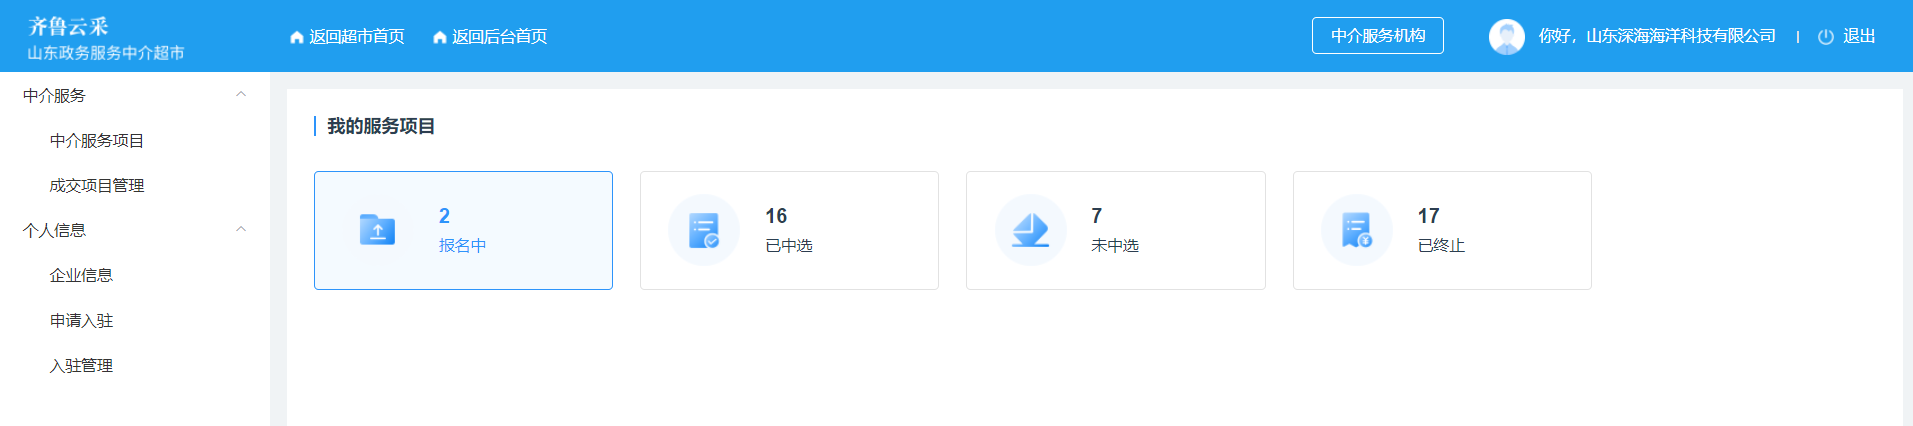 齐鲁云采
山东政务服务中介超市
返回超市首页 返回后台首页
中介服务机构
你好，山东深海海洋科技有限公司 | 退出
中介服务
中介服务项目
成交项目管理
个人信息
企业信息
申请入驻
入驻管理
我的服务项目
2
报名中
16
已中选
7
未中选
17
已终止